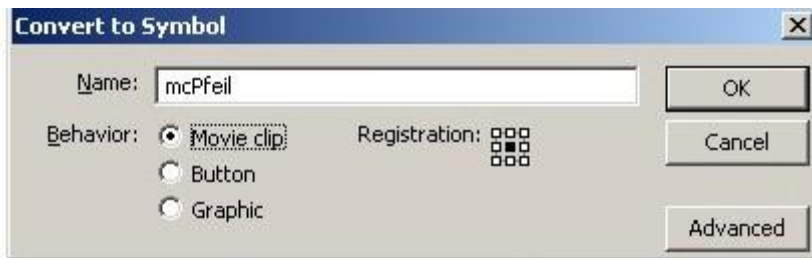 Convert to Symbol
Name: mcPfeil OK
Behavior: Movie clip Registration: Cancel
Button
Graphic
Advanced